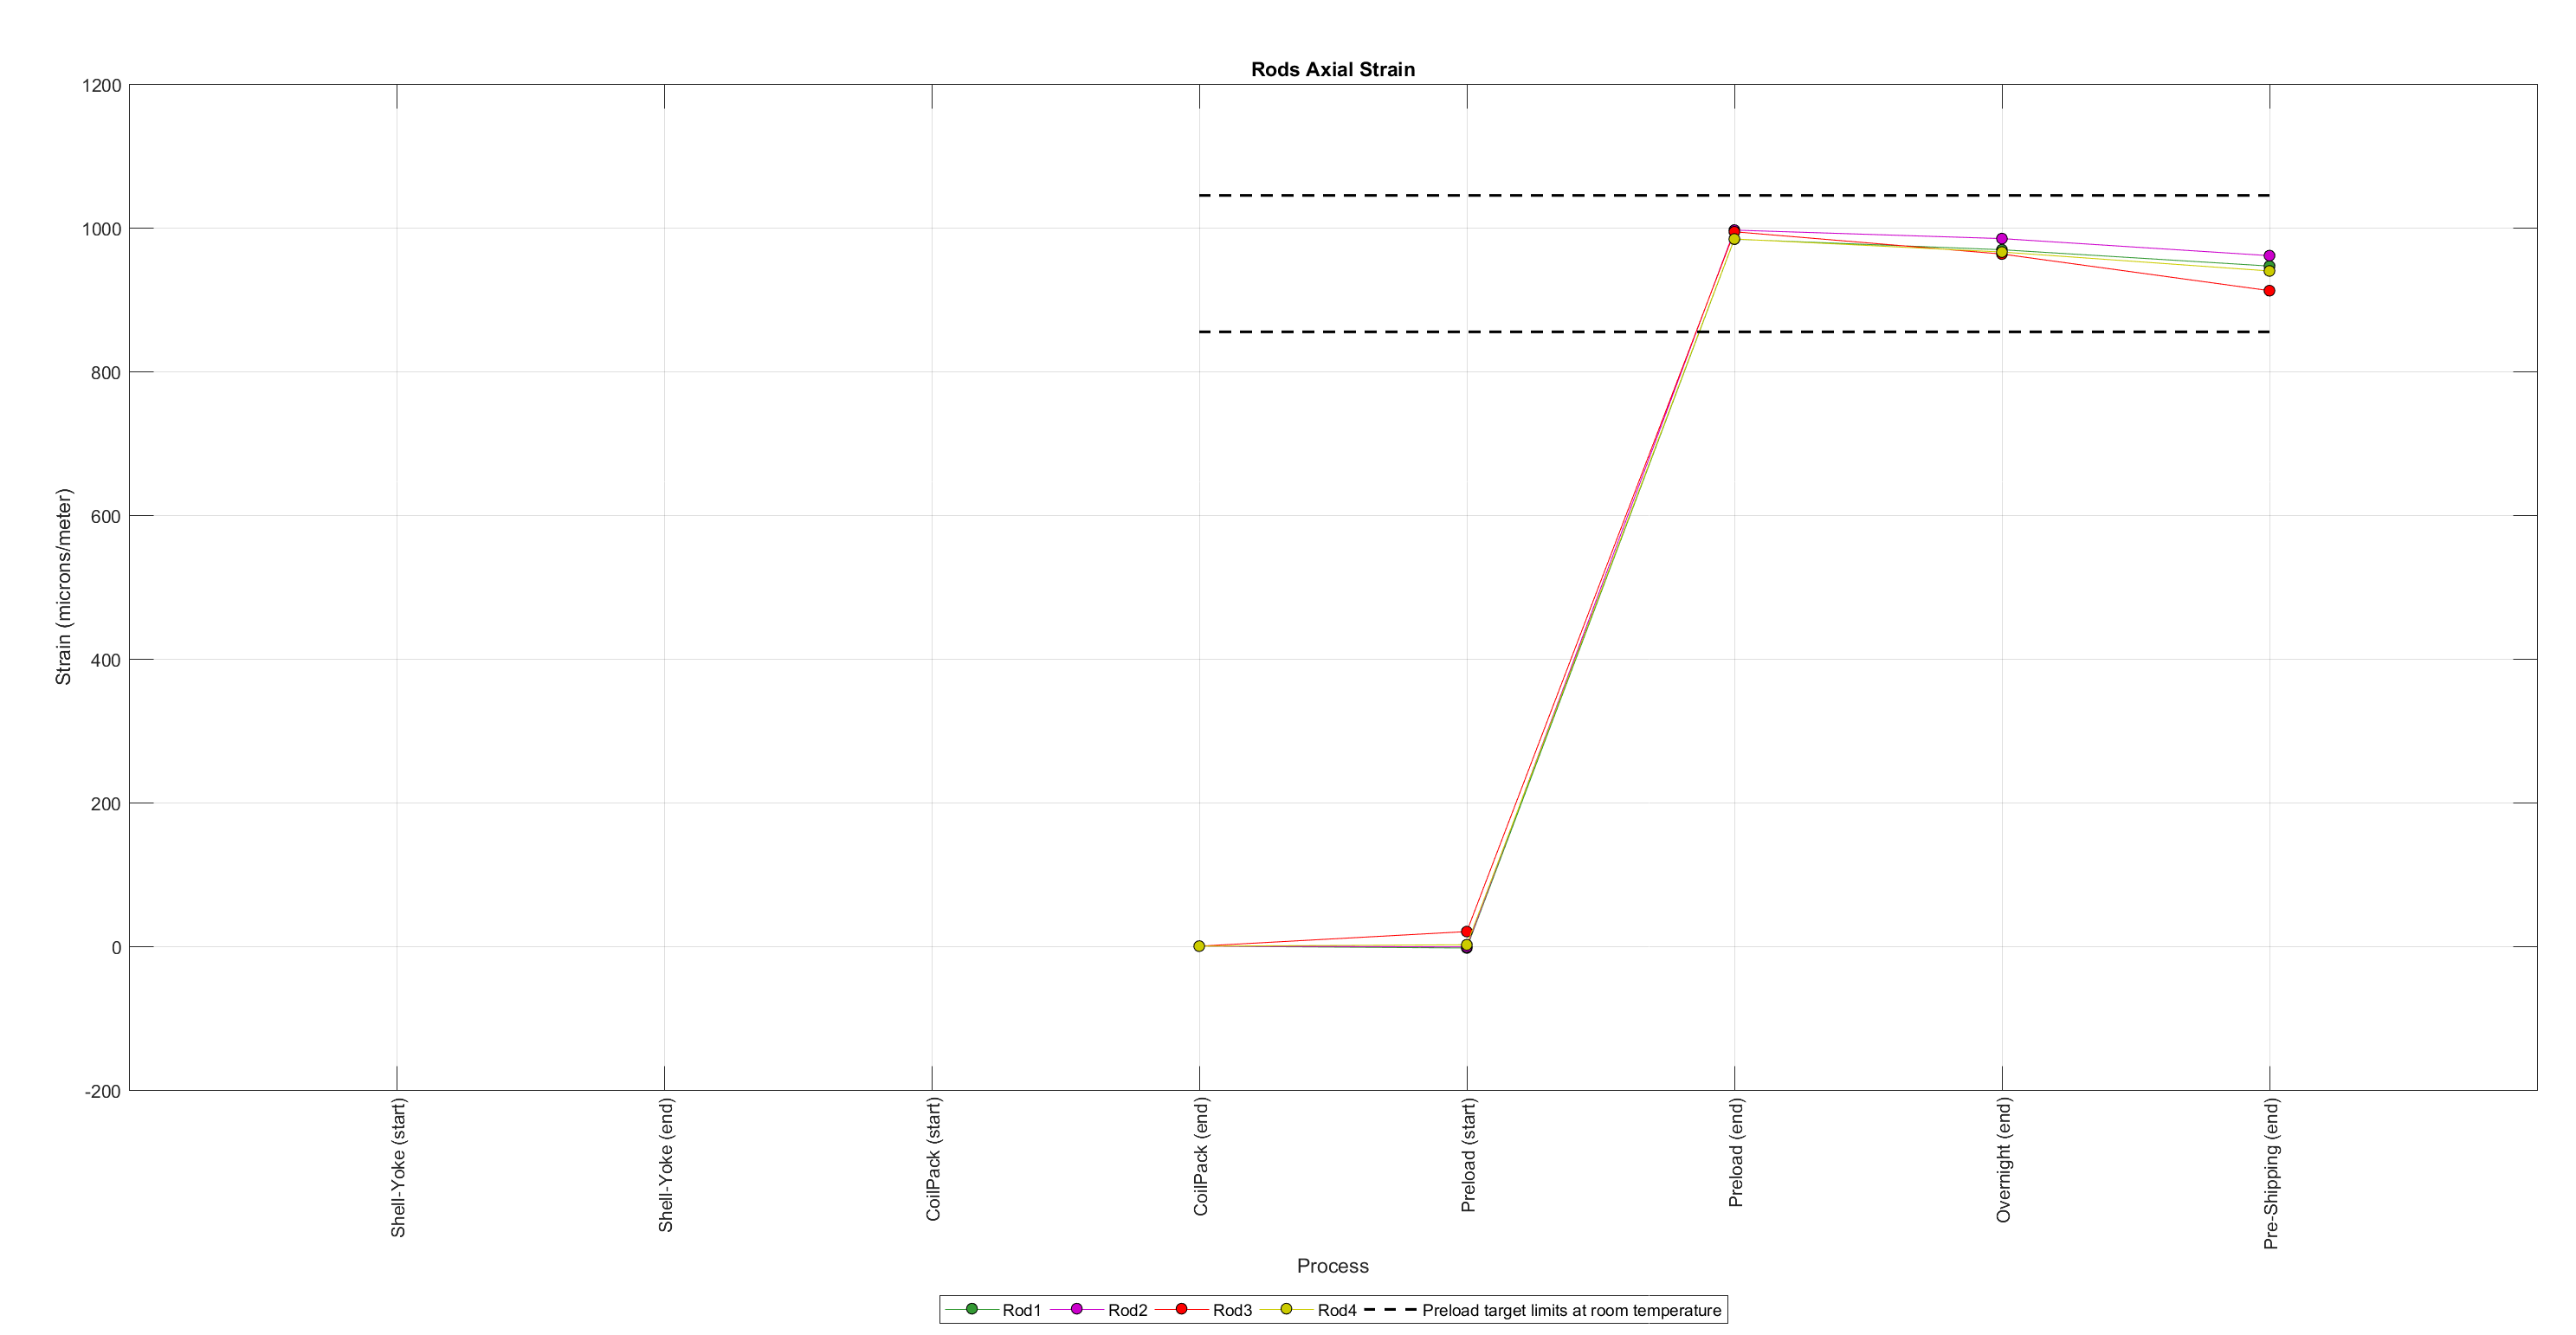 Rods Axial Strain
1200
1000
800
600
400
200
0
-200
Strain (microns/meter)
Shell-Yoke (start)
Shell-Yoke (end)
CoilPack (start)
CoilPack (end)
Preload (start)
Preload (end)
Overnight (end)
Pre-Shipping (end)
Process
Rod1 Rod2 Rod3 Rod4 Preload target limits at room temperature